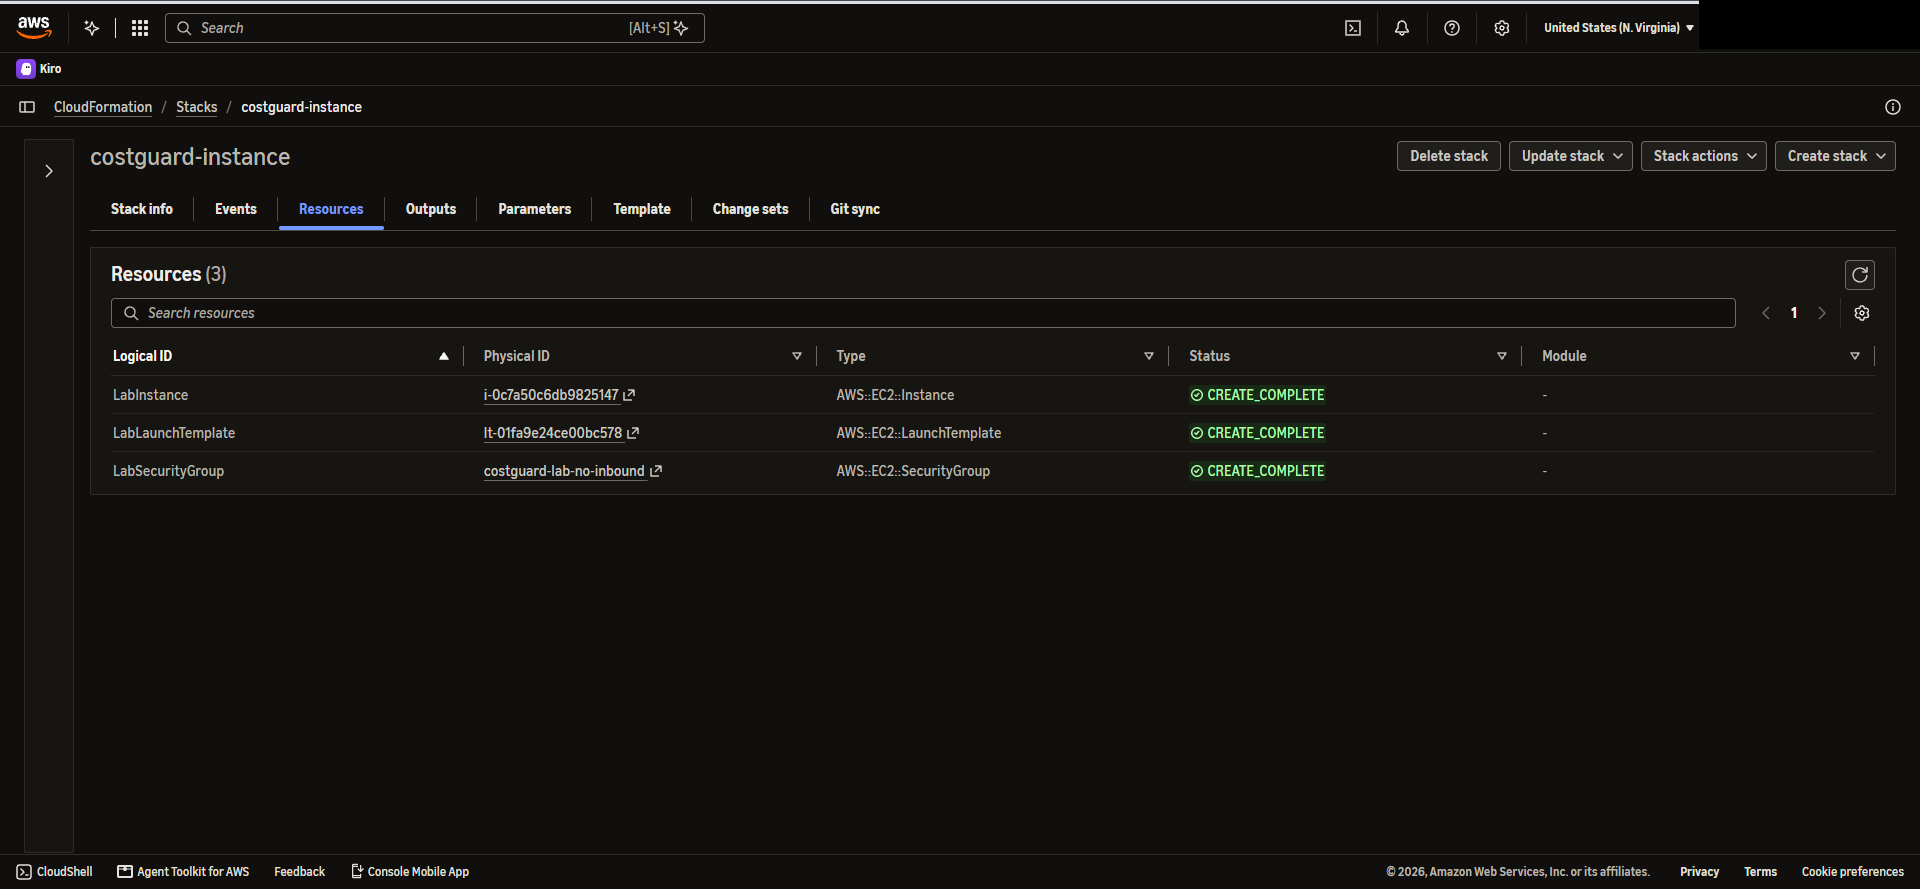 aws Search [Alt+S] United States (N. Virginia)
Kiro
CloudFormation / Stacks / costguard-instance
costguard-instance Delete stack Update stack Stack actions Create stack
Stack info Events Resources Outputs Parameters Template Change sets Git sync
Resources (3)
Search resources 1
Logical ID Physical ID Type Status Module
LabInstance i-0c7a50c6db9825147 AWS::EC2::Instance CREATE_COMPLETE -
LabLaunchTemplate lt-01fa9e24ce00bc578 AWS::EC2::LaunchTemplate CREATE_COMPLETE -
LabSecurityGroup costguard-lab-no-inbound AWS::EC2::SecurityGroup CREATE_COMPLETE -
CloudShell Agent Toolkit for AWS Feedback Console Mobile App © 2026, Amazon Web Services, Inc. or its affiliates. Privacy Terms Cookie preferences